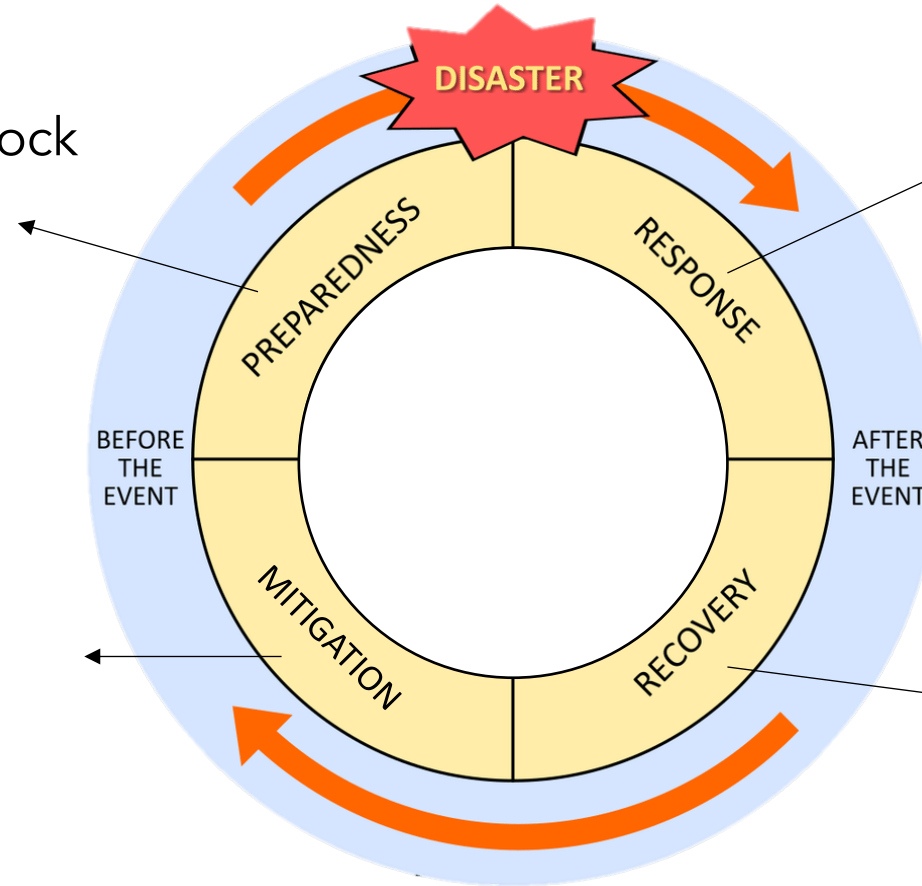 DISASTER
ock
PREPAREDNESS
RESPONSE
BEFORE
THE
EVENT
AFTER
THE
EVENT
MITIGATION
RECOVERY